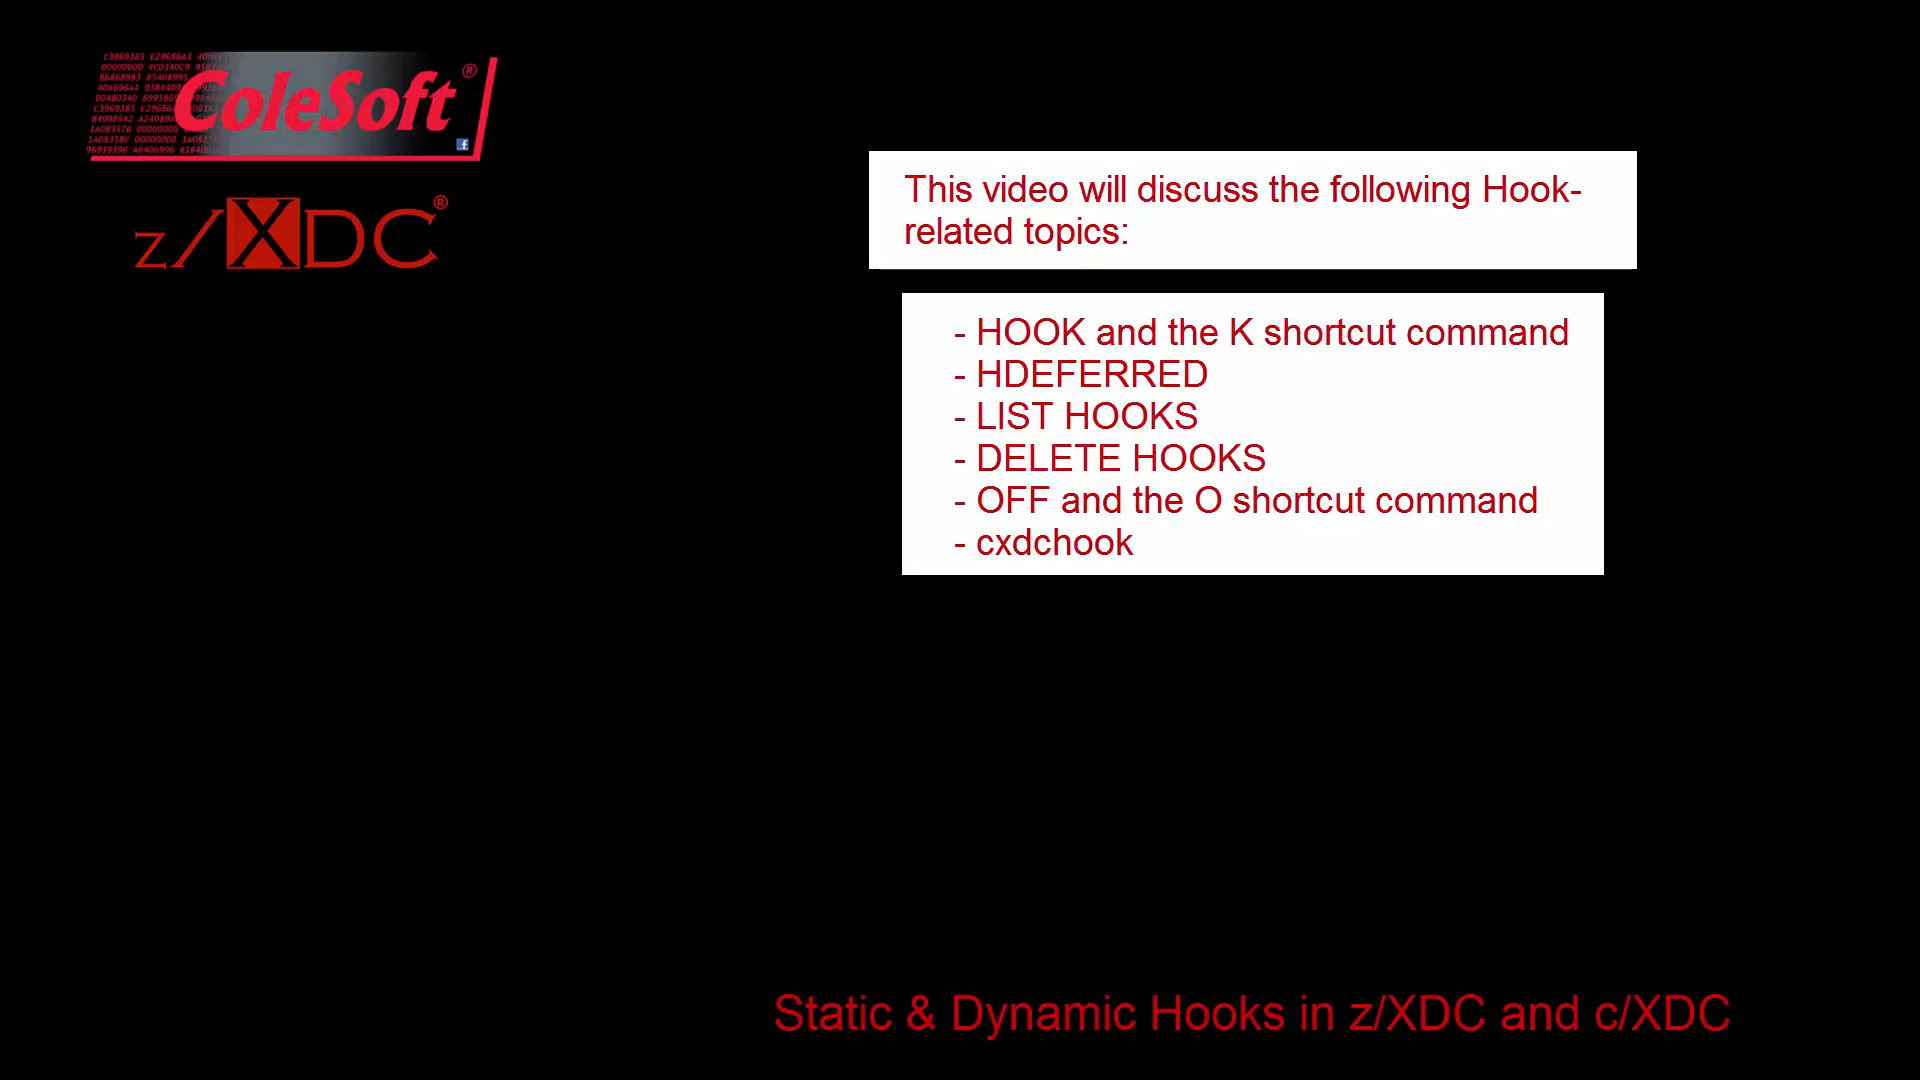 ColeSoft®
z/XDC®
This video will discuss the following Hook-
related topics:
- HOOK and the K shortcut command
- HDEFERRED
- LIST HOOKS
- DELETE HOOKS
- OFF and the O shortcut command
- cxdchook
Static & Dynamic Hooks in z/XDC and c/XDC